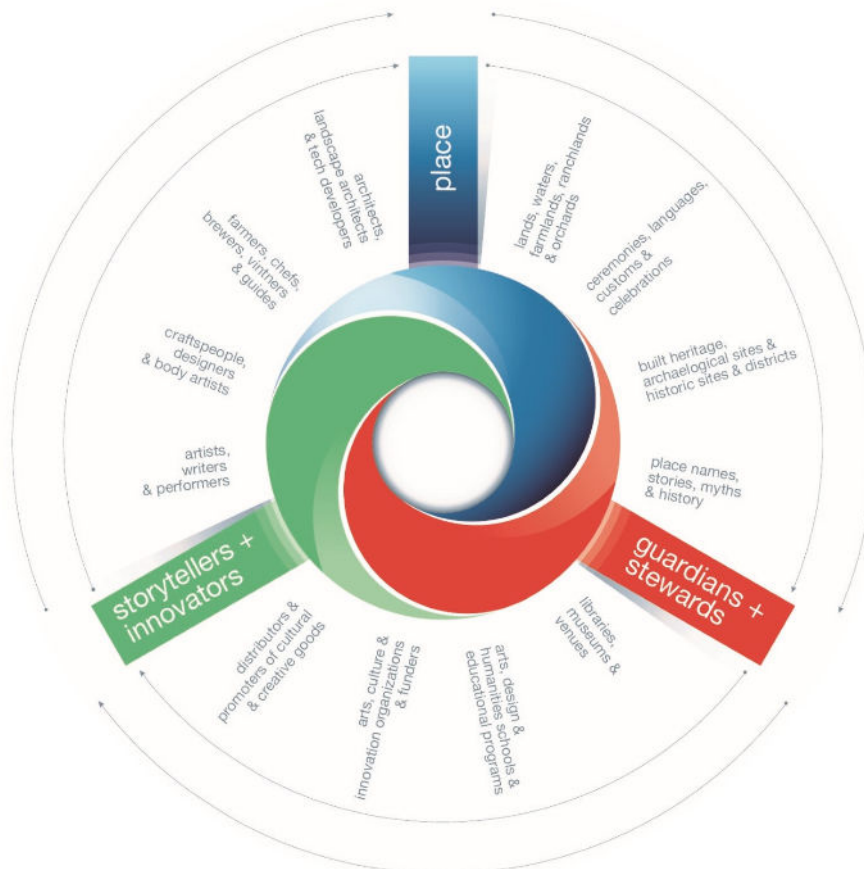 place
lands, waters,
farmlands, ranchlands
& orchards
ceremonies, languages,
customs &
celebrations
built heritage,
archaelogical sites &
historic sites & districts
place names,
stories, myths
& history
guardians +
stewards
libraries,
museums &
venues
arts, design &
humanities schools &
educational programs
arts, culture &
innovation organizations
& funders
distributors &
promoters of cultural
& creative goods
storytellers +
innovators
artists,
writers
& performers
craftspeople,
designers
& body artists
farmers, chefs,
brewers, vintners
& guides
architects,
landscape architects
& tech developers